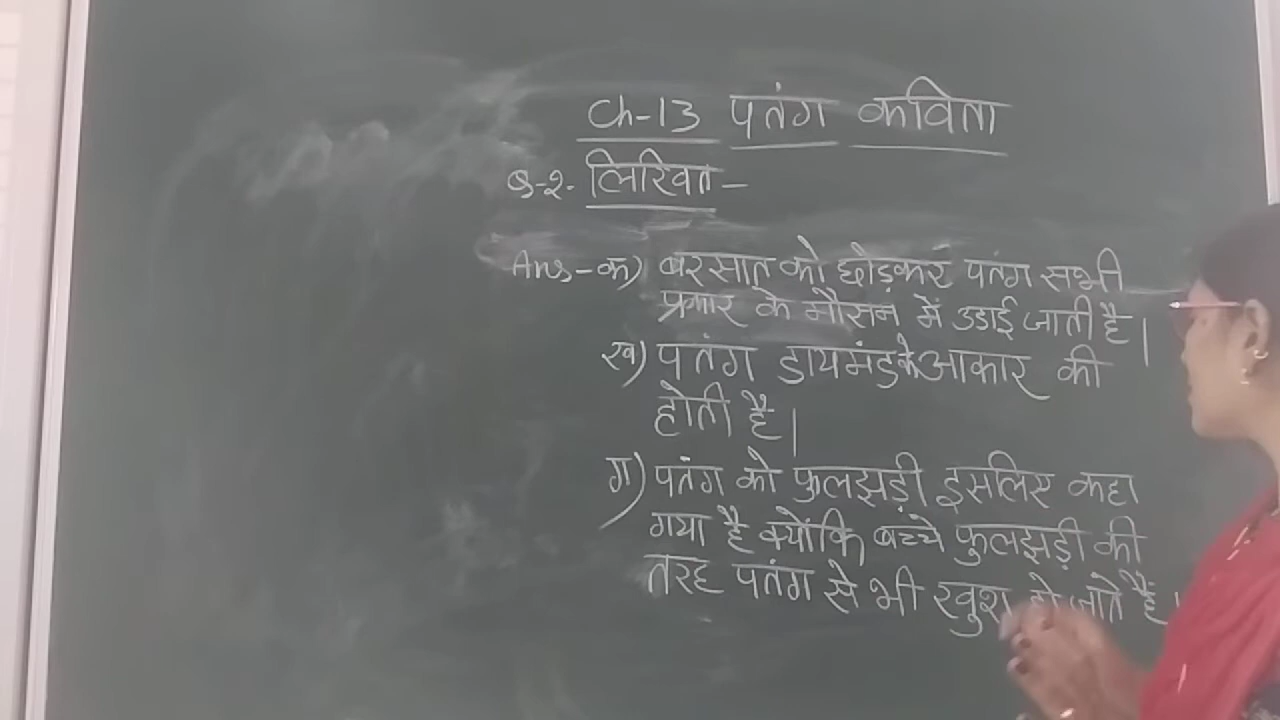 Ch-13 पतंग कविता
Q-2. लिखित –
Ans-क) बरसात को छोड़कर पतंग सभी
प्रकार के मौसम में उडाई जाती है।
ख) पतंग डायमंड के आकार की
होती है।
ग) पतंग को फुलझड़ी इसलिए कहा
गया है क्योंकि बच्चे फुलझड़ी की
तरह पतंग से भी खुश हो जाते हैं।